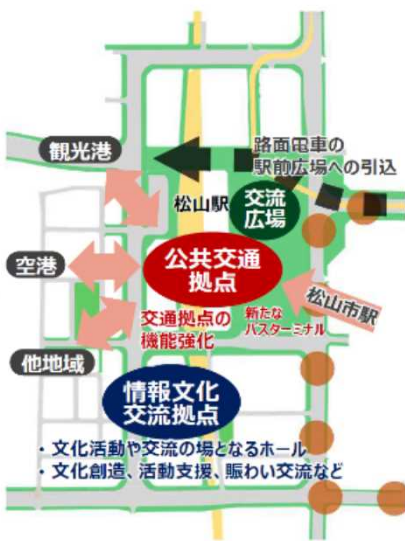 路面電車の
駅前広場への引込
観光港
松山駅
交流
広場
空港
公共交通
拠点
松山市駅
交通拠点の
機能強化
新たな
バスターミナル
他地域
情報文化
交流拠点
・文化活動や交流の場となるホール
・文化創造、活動支援、賑わい交流など